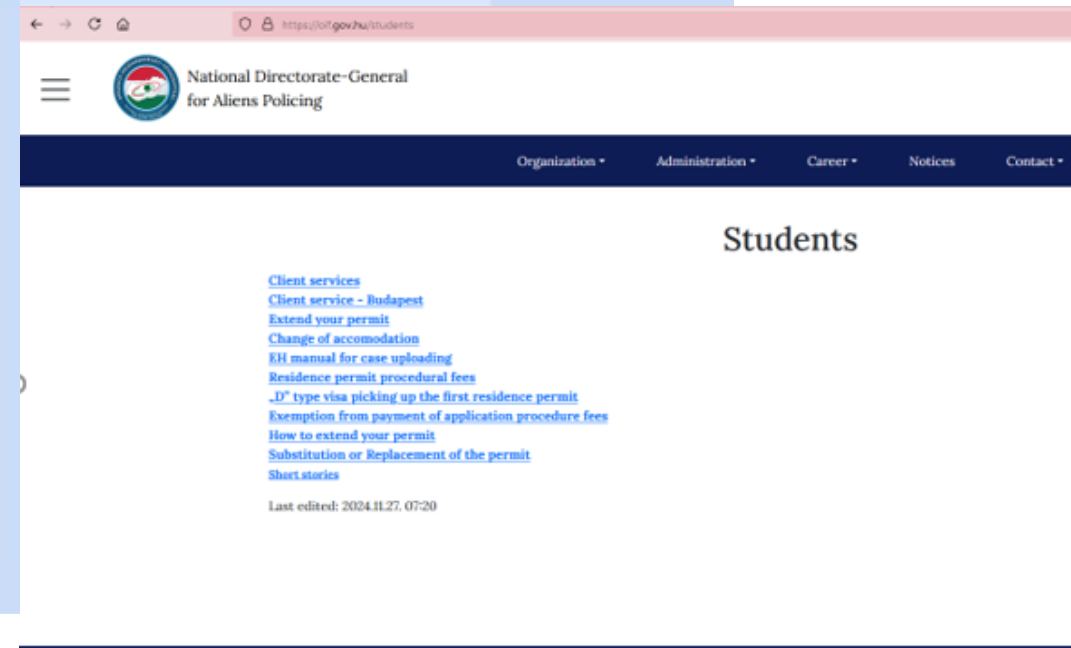 https://oif.gov.hu/students
National Directorate-General
for Aliens Policing
Organization
Administration
Career
Notices
Contact
Students
Client services
Client service - Budapest
Extend your permit
Change of accomodation
EH manual for case uploading
Residence permit procedural fees
„D" type visa picking up the first residence permit
Exemption from payment of application procedure fees
How to extend your permit
Substitution or Replacement of the permit
Short stories
Last edited: 2024.11.27. 07:20